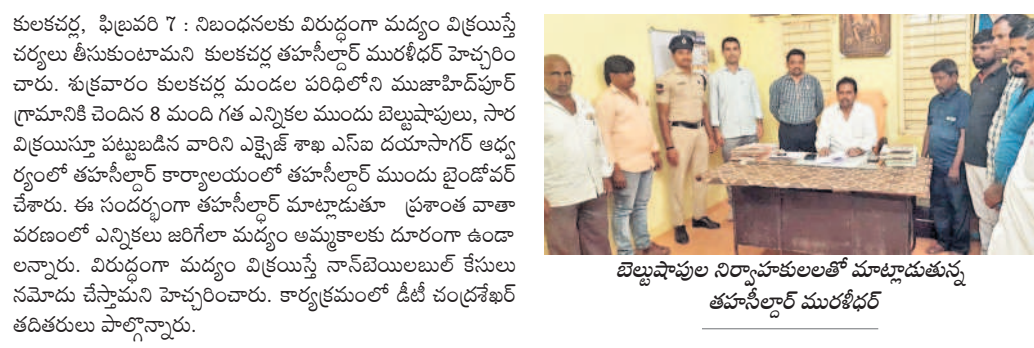 కులకచర్ల, ఫిబ్రవరి 7 : నిబంధనలకు విరుద్ధంగా మద్యం విక్రయిస్తే
చర్యలు తీసుకుంటామని కులకచర్ల తహసీల్దార్ మురళీధర్ హెచ్చరిం
చారు. శుక్రవారం కులకచర్ల మండల పరిధిలోని ముజాహిద్‌పూర్
గ్రామానికి చెందిన 8 మంది గత ఎన్నికల ముందు బెల్టుషాపులు, సార
విక్రయిస్తూ పట్టుబడిన వారిని ఎక్సైజ్ శాఖ ఎస్ఐ దయాసాగర్ ఆధ్వ
ర్యంలో తహసీల్దార్ కార్యాలయంలో తహసీల్దార్ ముందు బైండోవర్
చేశారు. ఈ సందర్భంగా తహసీల్దార్ మాట్లాడుతూ ప్రశాంత వాతా
వరణంలో ఎన్నికలు జరిగేలా మద్యం అమ్మకాలకు దూరంగా ఉండా
లన్నారు. విరుద్ధంగా మద్యం విక్రయిస్తే నాన్‌బెయిలబుల్ కేసులు
నమోదు చేస్తామని హెచ్చరించారు. కార్యక్రమంలో డీటీ చంద్రశేఖర్
తదితరులు పాల్గొన్నారు.
బెల్టుషాపుల నిర్వాహకులలతో మాట్లాడుతున్న
తహసీల్దార్ మురళీధర్